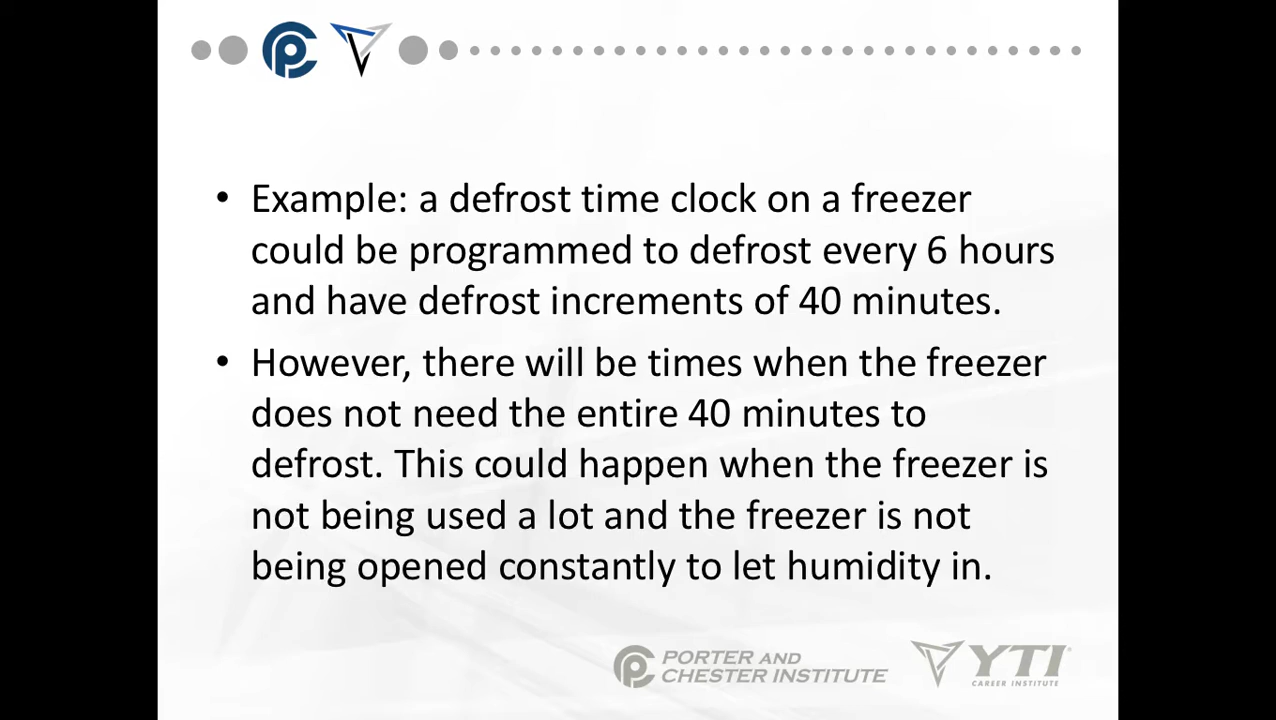 • Example: a defrost time clock on a freezer
could be programmed to defrost every 6 hours
and have defrost increments of 40 minutes.
• However, there will be times when the freezer
does not need the entire 40 minutes to
defrost. This could happen when the freezer is
not being used a lot and the freezer is not
being opened constantly to let humidity in.
PORTER AND
CHESTER INSTITUTE
YTI
CAREER INSTITUTE